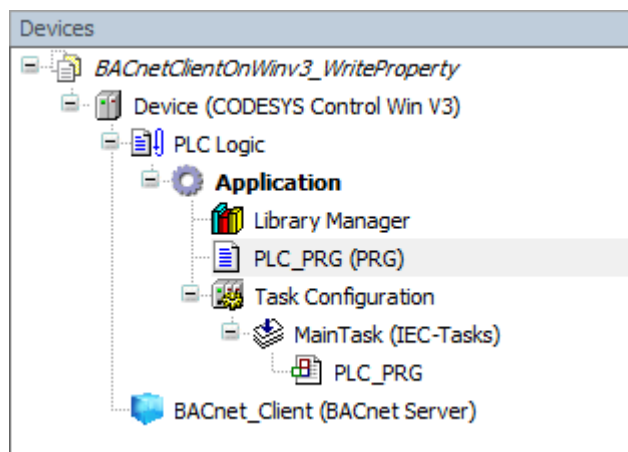 Devices
BACnetClientOnWinv3_WriteProperty
Device (CODESYS Control Win V3)
PLC Logic
Application
Library Manager
PLC_PRG (PRG)
Task Configuration
MainTask (IEC-Tasks)
PLC_PRG
BACnet_Client (BACnet Server)